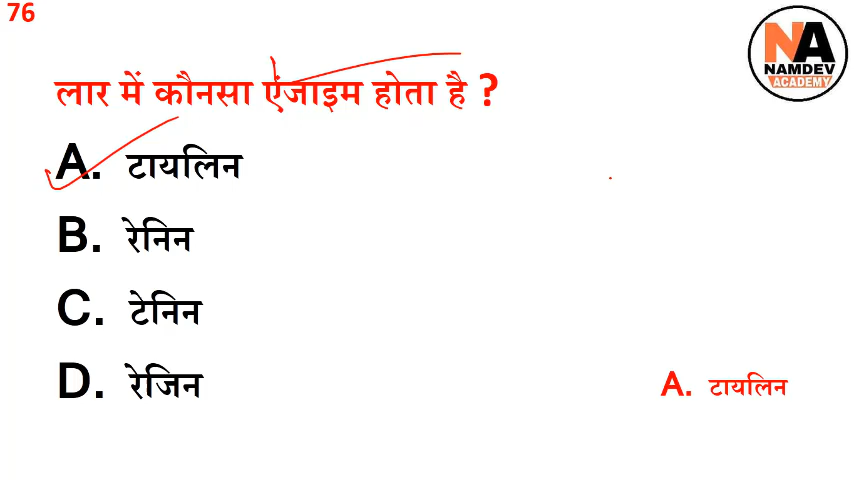 76
NA
NAMDEV
ACADEMY
लार में कौनसा एंजाइम होता है ?
A. टायलिन
B. रेनिन
C. टेनिन
D. रेजिन
A. टायलिन